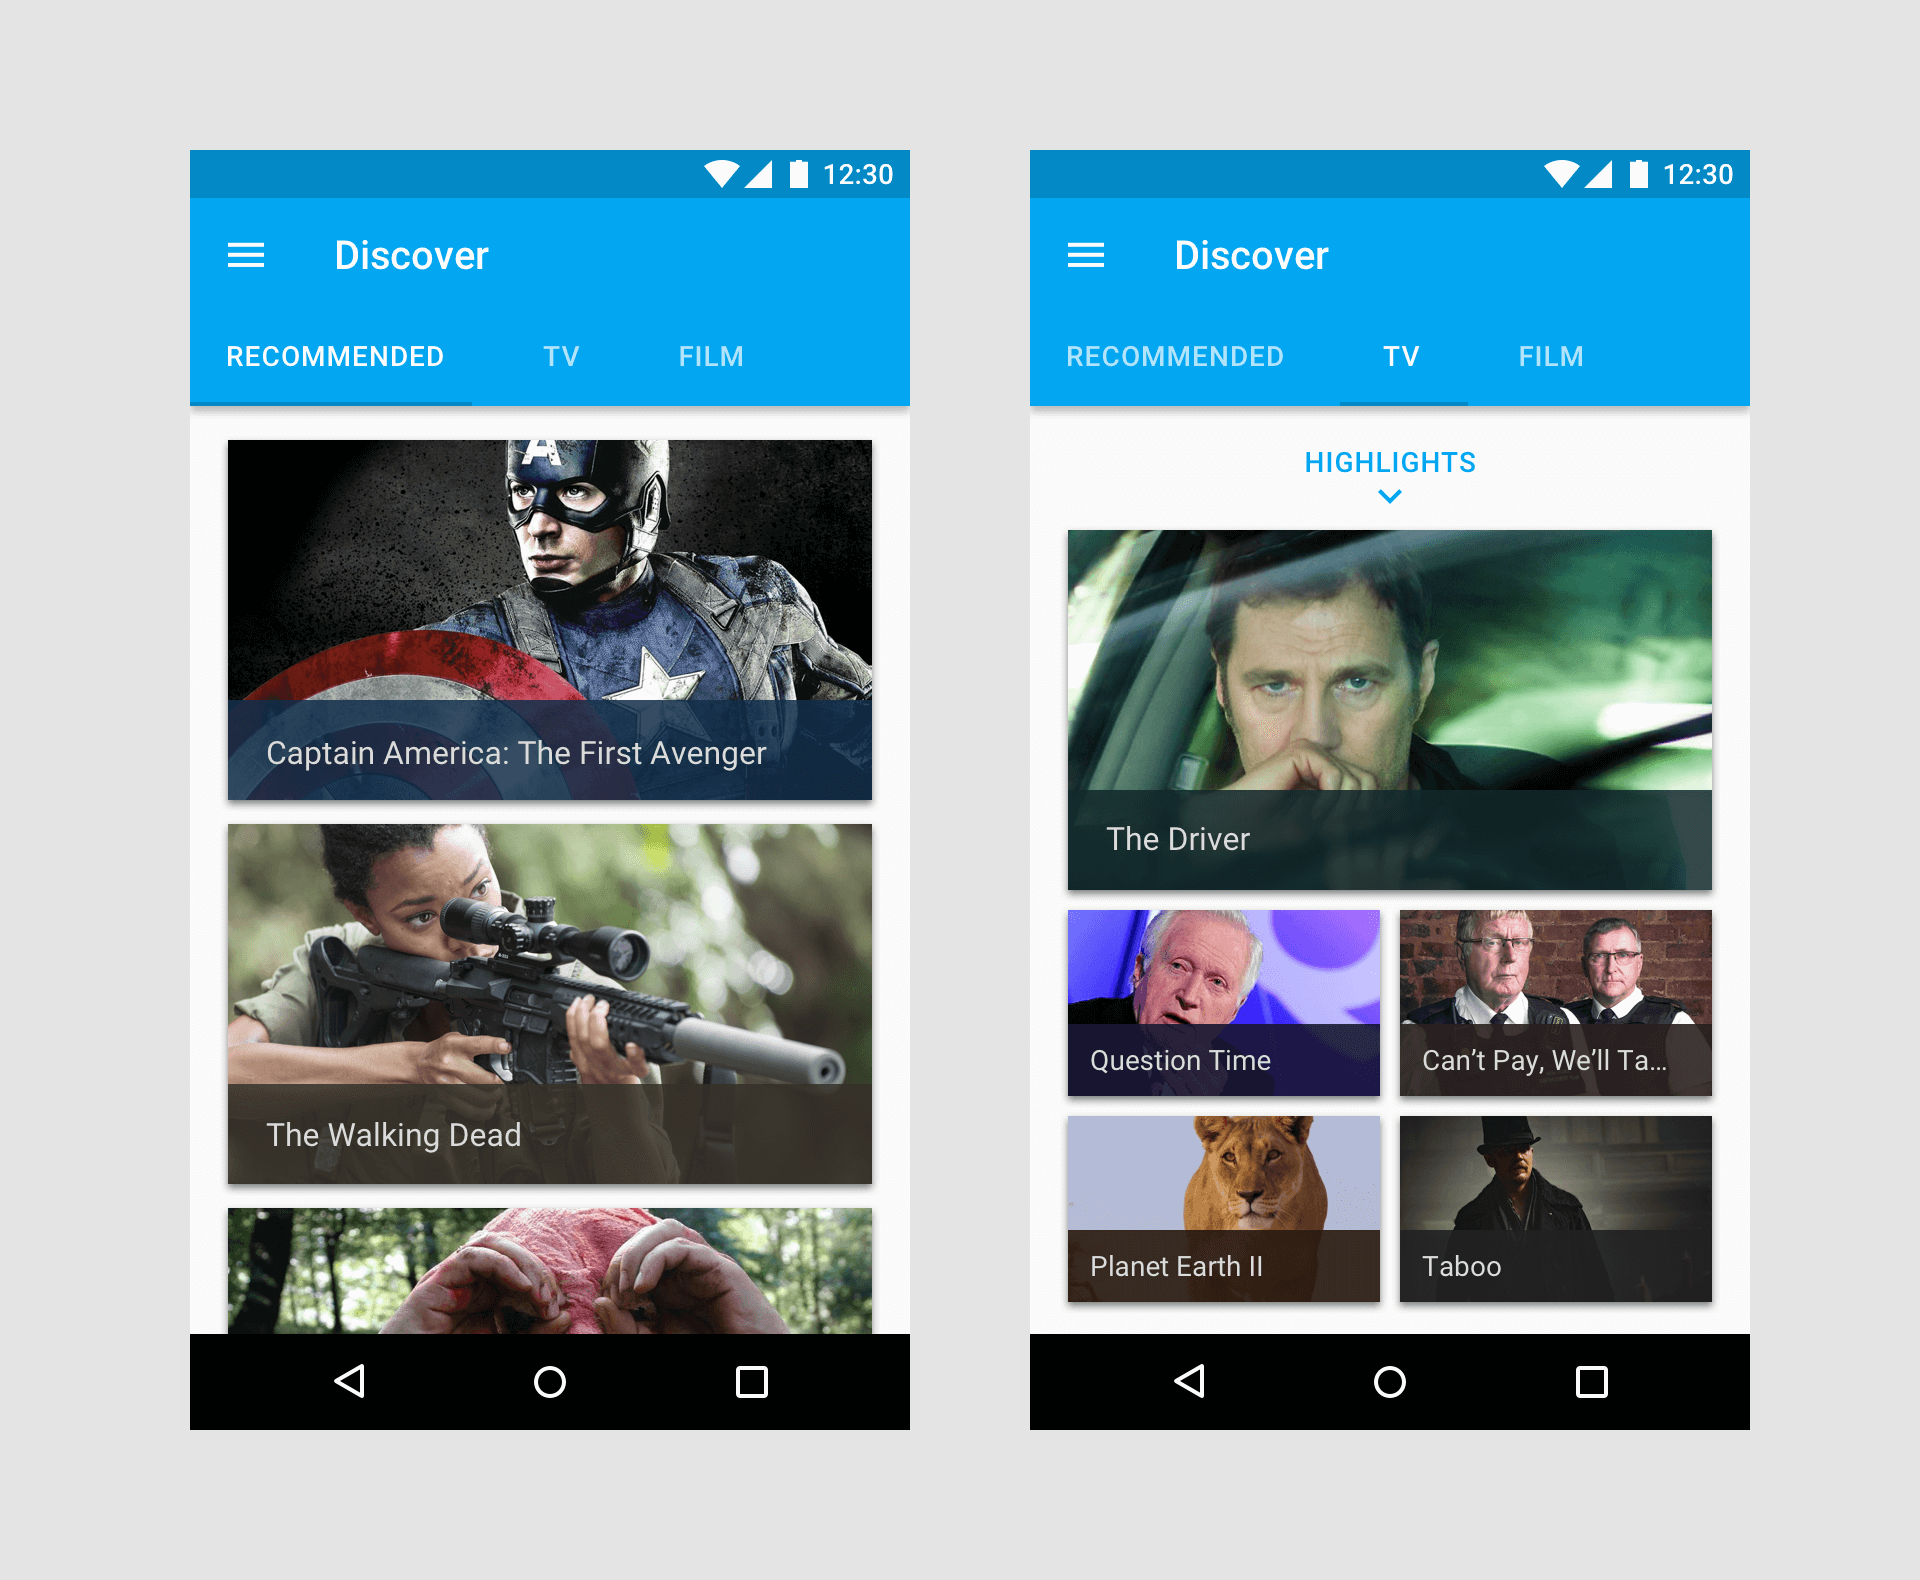 12:30
Discover
RECOMMENDED TV FILM
A
Captain America: The First Avenger
The Walking Dead
12:30
Discover
RECOMMENDED TV FILM
HIGHLIGHTS
The Driver
Question Time
Can’t Pay, We’ll Ta...
Planet Earth II
Taboo